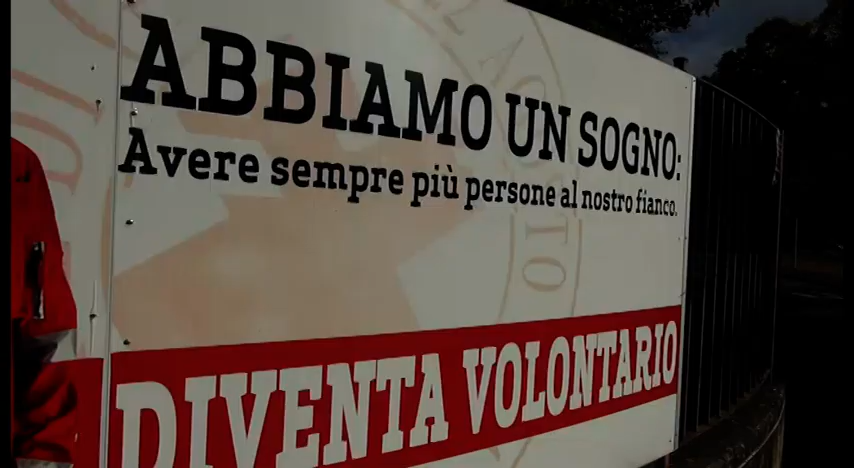 ABBIAMO UN SOGNO:
Avere sempre più persone al nostro fianco.
DIVENTA VOLONTARIO